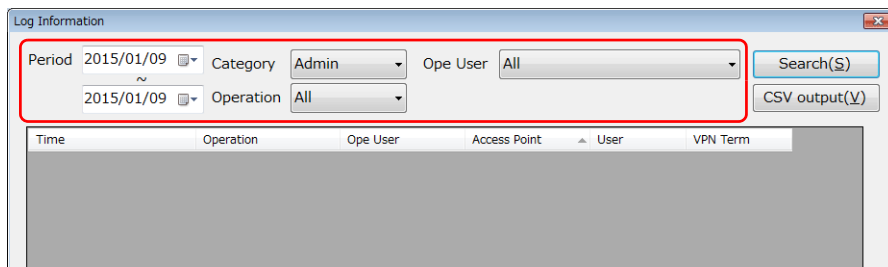 Log Information
Period 2015/01/09 Category Admin Ope User All Search(S)
~
2015/01/09 Operation All CSV output(V)
Time Operation Ope User Access Point User VPN Term